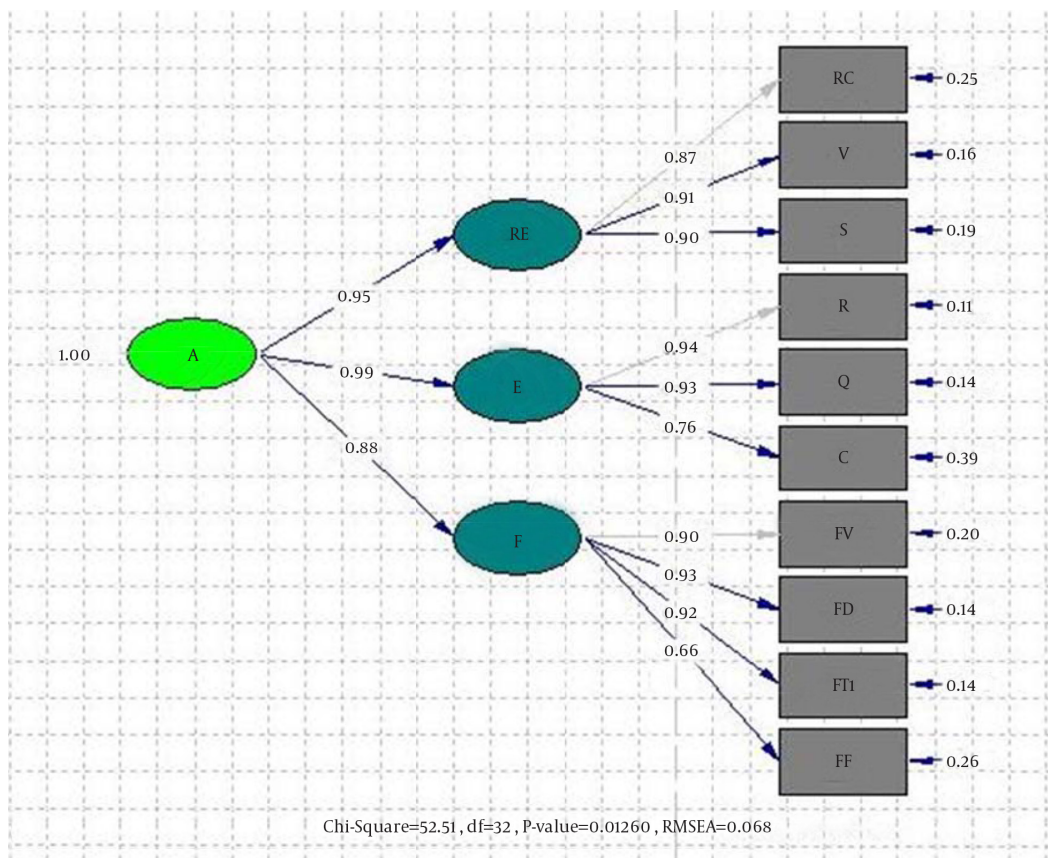 RC
0.25
0.87
V
0.16
0.91
RE
S
0.19
0.90
0.95
R
0.11
0.94
1.00
A
0.99
E
Q
0.14
0.93
0.76
C
0.39
0.88
F
FV
0.20
0.90
0.93
FD
0.14
0.92
FT1
0.14
0.66
FF
0.26
Chi-Square=52.51, df=32, P-value=0.01260, RMSEA=0.068